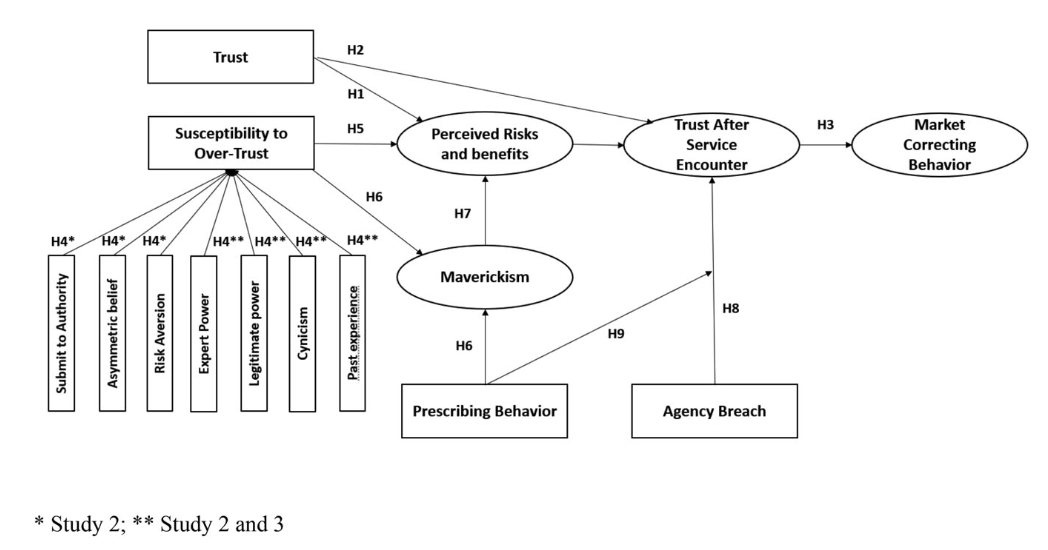 Trust
H2
H1
Susceptibility to
Over-Trust
H5
Perceived Risks
and benefits
Trust After
Service
Encounter
H3
Market
Correcting
Behavior
H6
H7
H4*
H4*
H4*
H4**
H4**
H4**
H4**
Submit to Authority
Asymmetric belief
Risk Aversion
Expert Power
Legitimate power
Cynicism
Past experience
Maverickism
H6
H9
H8
Prescribing Behavior
Agency Breach
* Study 2; ** Study 2 and 3